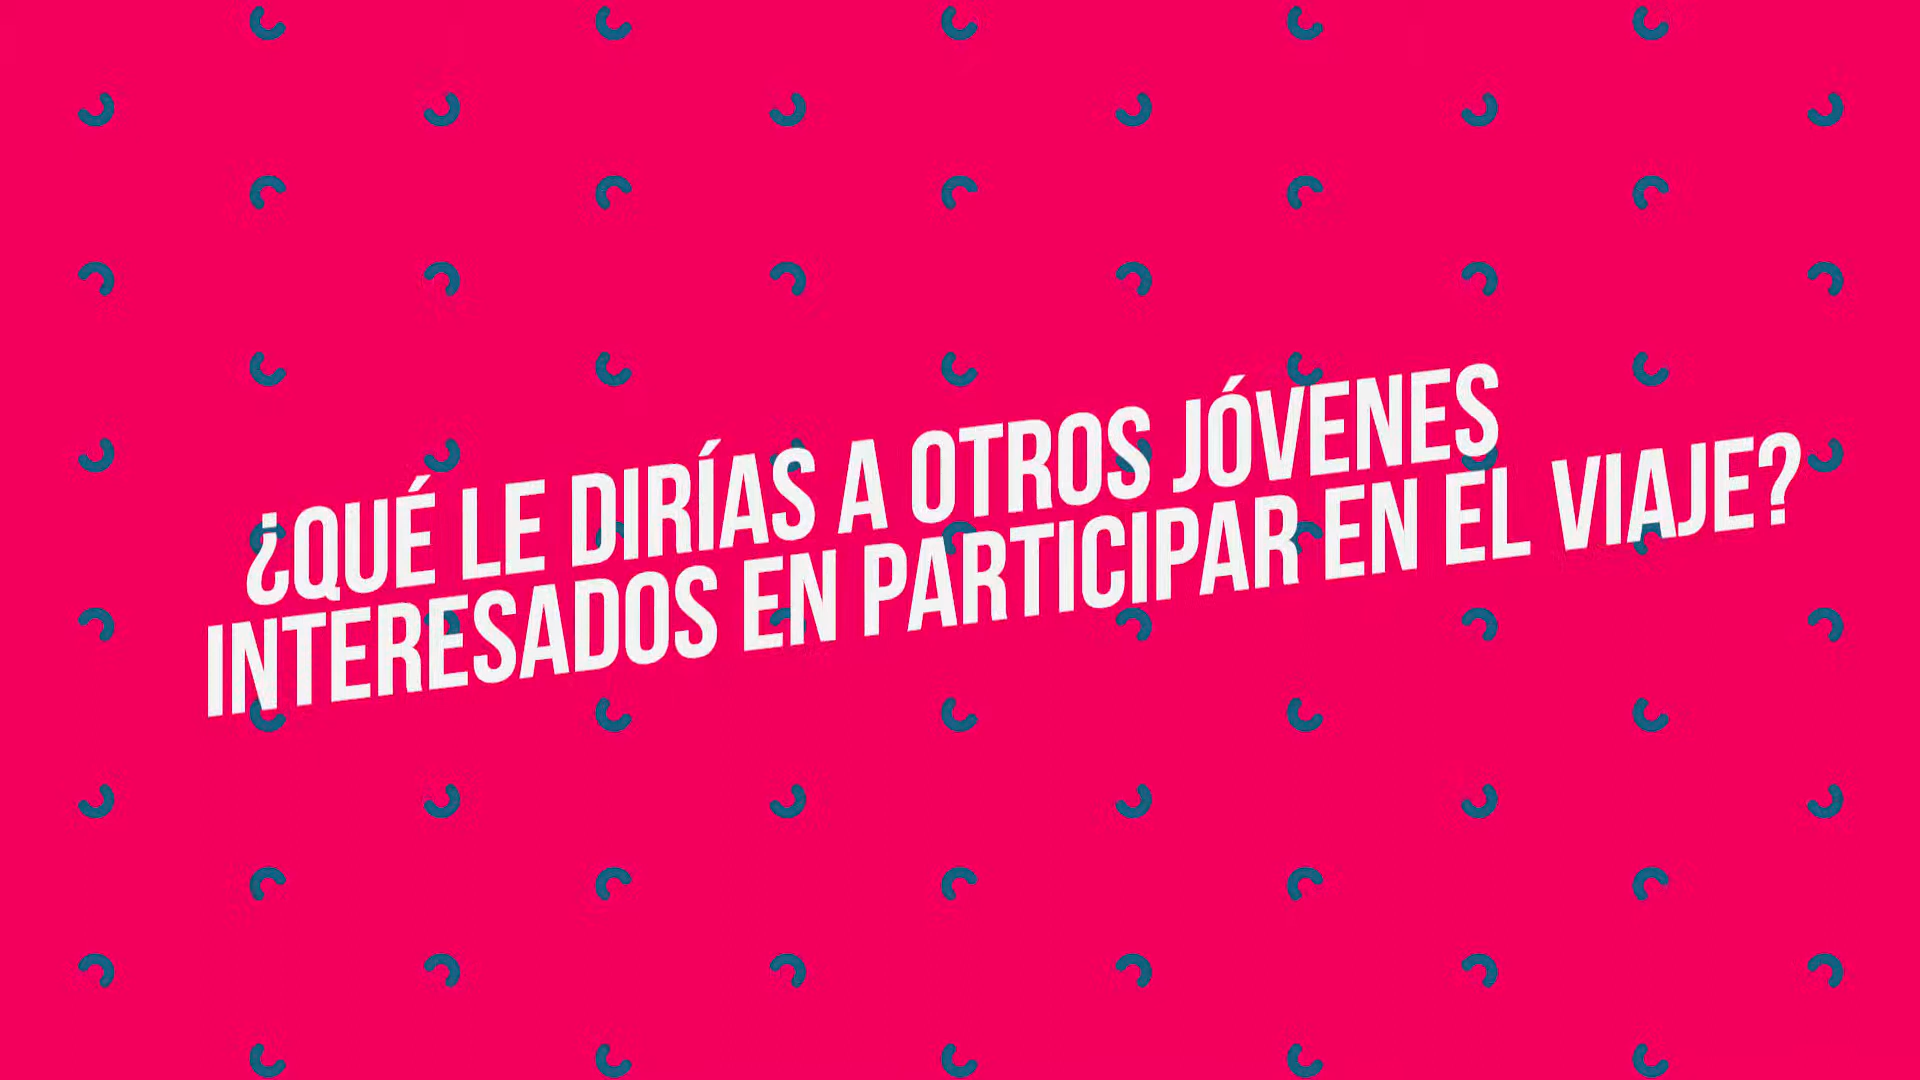 ¿QUÉ LE DIRÍAS A OTROS JÓVENES
INTERESADOS EN PARTICIPAR EN EL VIAJE?